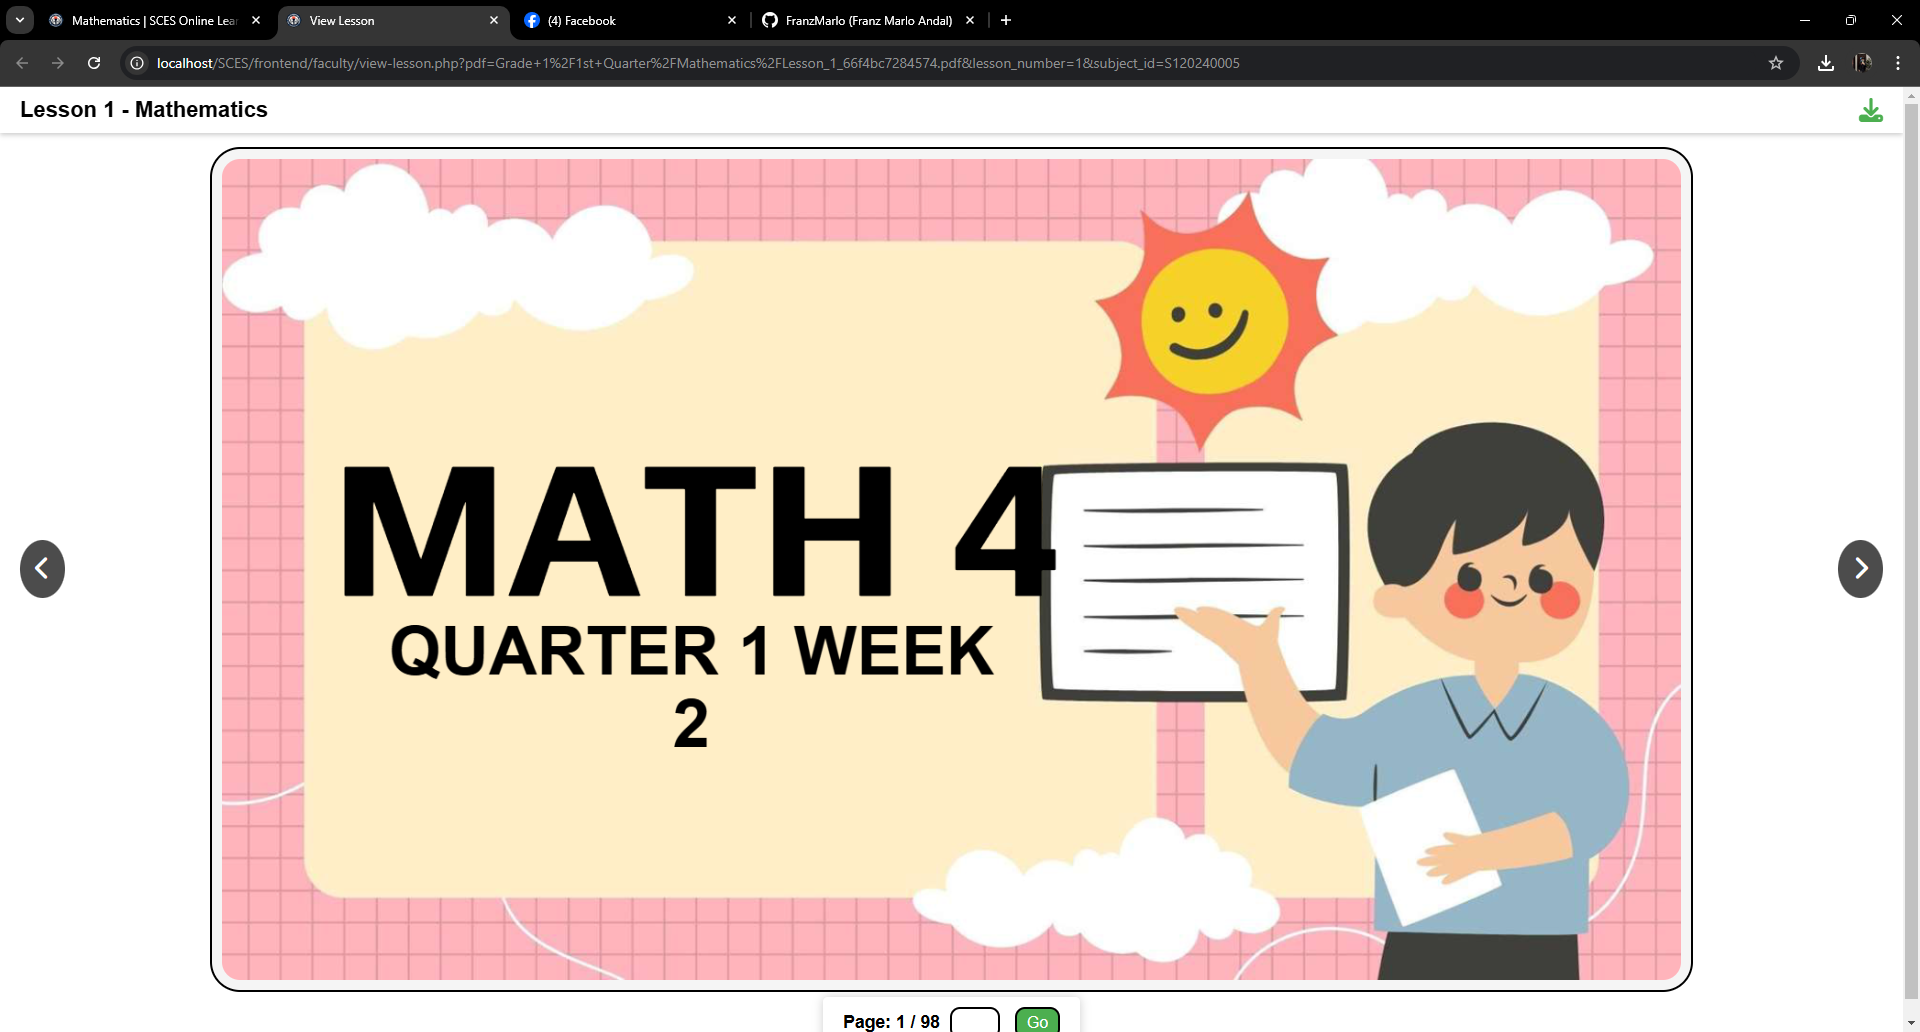 Mathematics | SCES Online Lea
View Lesson
(4) Facebook
FranzMarlo (Franz Marlo Andal)
localhost/SCES/frontend/faculty/view-lesson.php?pdf=Grade+1%2F1st+Quarter%2FMathematics%2FLesson_1_66f4bc7284574.pdf&lesson_number=1&subject_id=S120240005
Lesson 1 - Mathematics
MATH 4
QUARTER 1 WEEK
2
Page: 1 / 98
Go